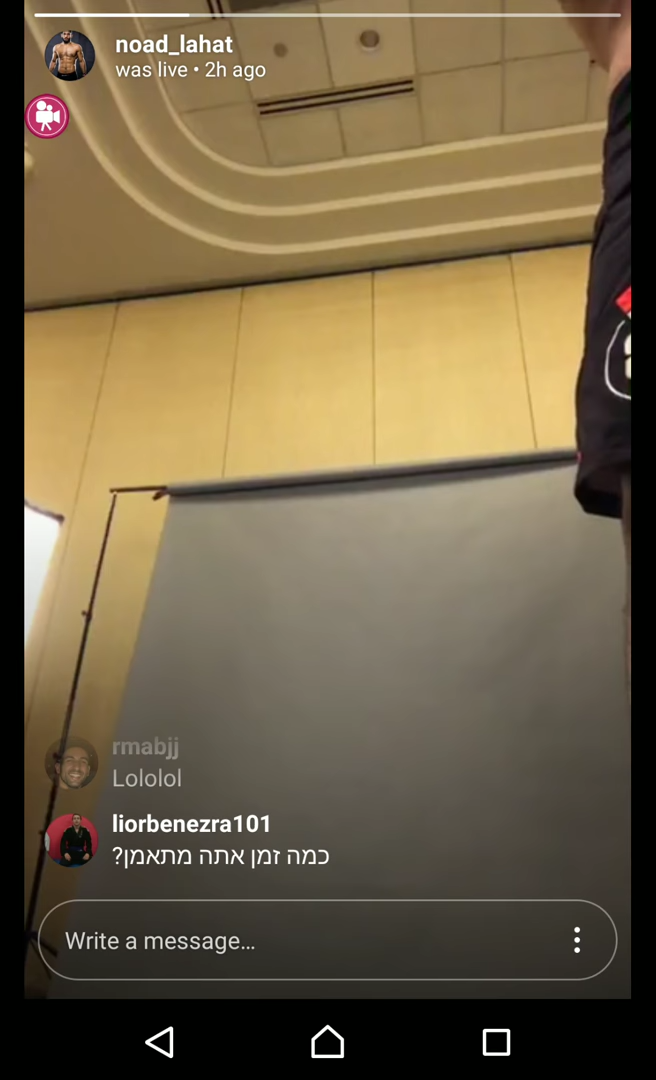 noad_lahat
was live • 2h ago
rmabjj
Lololol
liorbenezra101
כמה זמן אתה מתאמן?
Write a message...